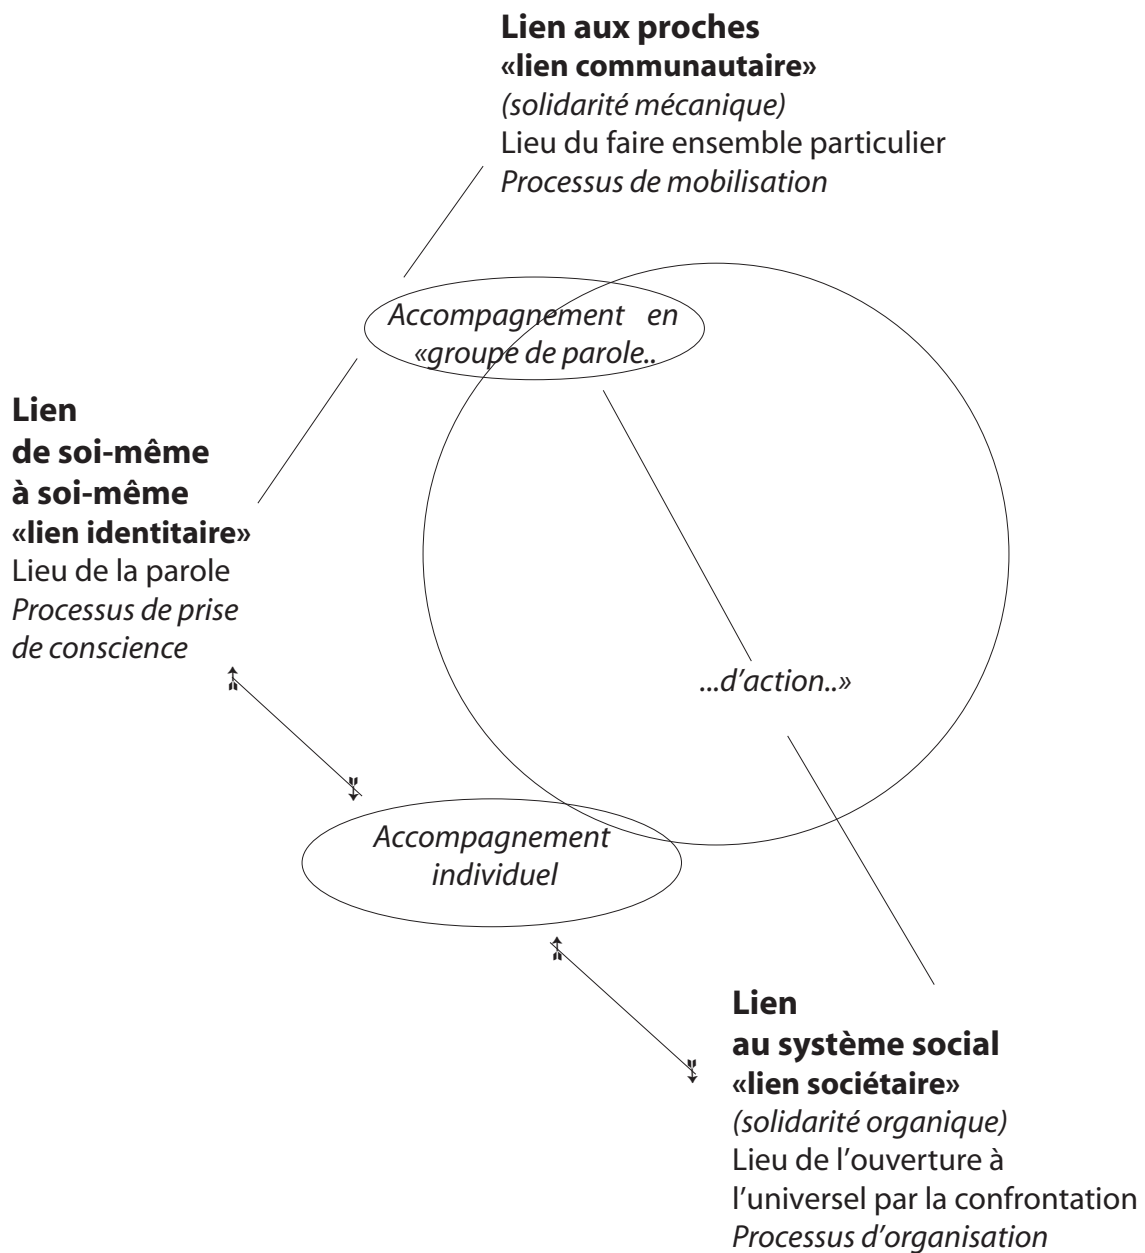 Lien aux proches
«lien communautaire»
(solidarité mécanique)
Lieu du faire ensemble particulier
Processus de mobilisation
Accompagnement en
«groupe de parole..
Lien
de soi-même
à soi-même
«lien identitaire»
Lieu de la parole
Processus de prise
de conscience
...d’action..»
Accompagnement
individuel
Lien
au système social
«lien sociétaire»
(solidarité organique)
Lieu de l’ouverture à
l’universel par la confrontation
Processus d’organisation